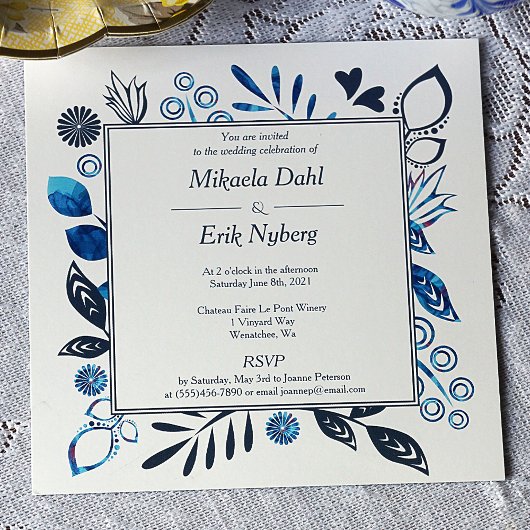 You are invited
to the wedding celebration of
Mikaela Dahl
&
Erik Nyberg
At 2 o'clock in the afternoon
Saturday June 8th, 2021
Chateau Faire Le Pont Winery
1 Vinyard Way
Wenatchee, Wa
RSVP
by Saturday, May 3rd to Joanne Peterson
at (555)456-7890 or email joannep@email.com